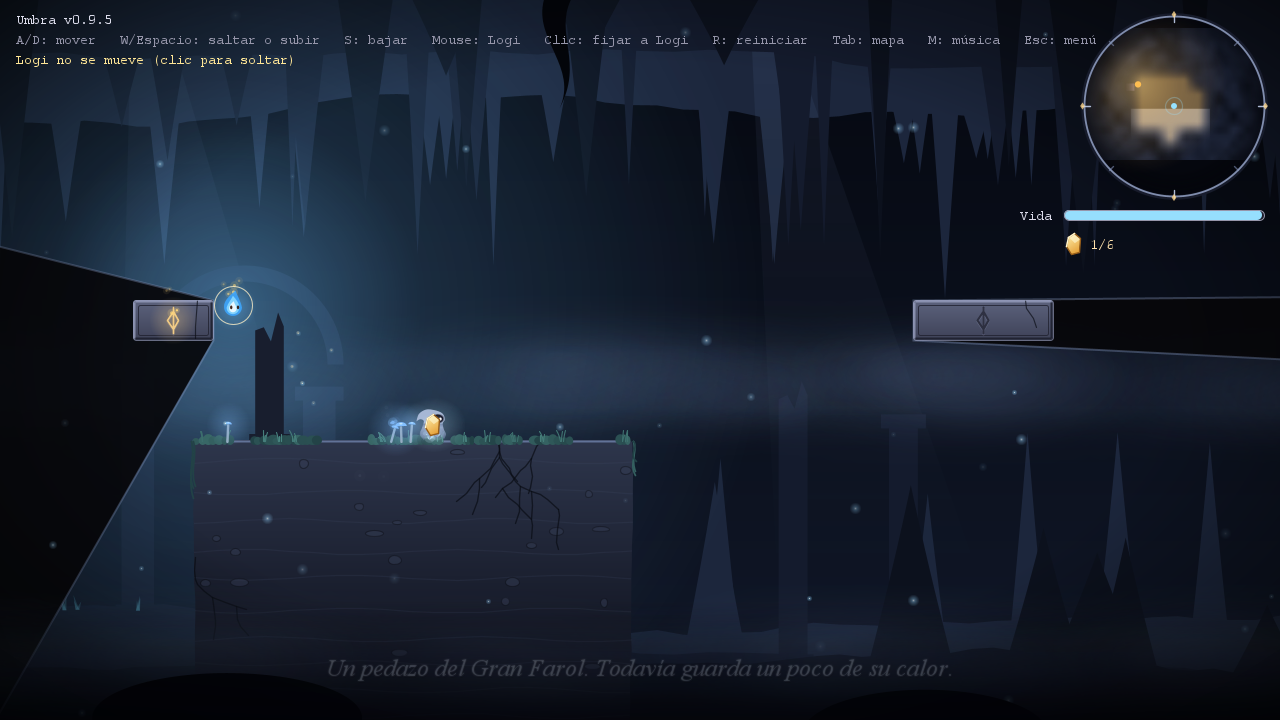 Umbra v0.9.5
A/D: mover   W/Espacio: saltar o subir   S: bajar   Mouse: Logi   Clic: fijar a Logi   R: reiniciar   Tab: mapa   M: música   Esc: menú
Logi no se mueve (clic para soltar)
Vida
1/6
Un pedazo del Gran Farol. Todavía guarda un poco de su calor.